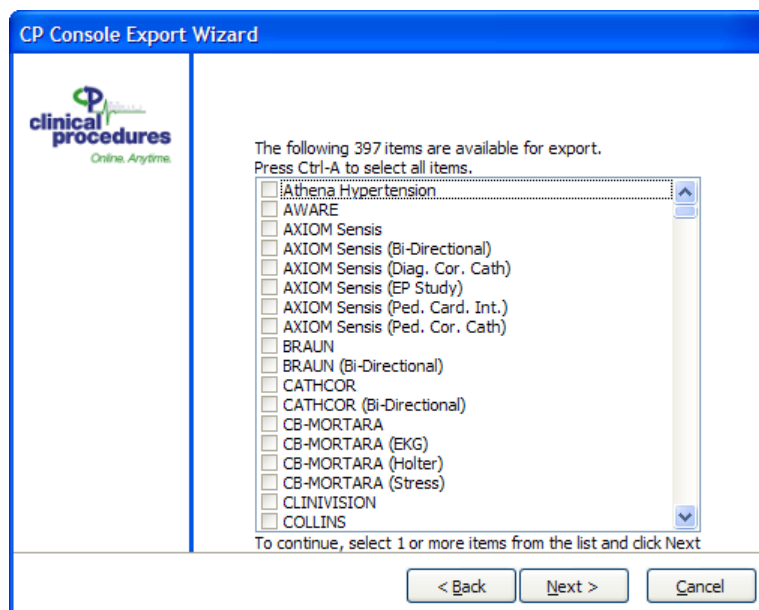 CP Console Export Wizard
CP
clinical
procedures
Online. Anytime.
The following 397 items are available for export.
Press Ctrl-A to select all items.
Athena Hypertension
AWARE
AXIOM Sensis
AXIOM Sensis (Bi-Directional)
AXIOM Sensis (Diag. Cor. Cath)
AXIOM Sensis (EP Study)
AXIOM Sensis (Ped. Card. Int.)
AXIOM Sensis (Ped. Cor. Cath)
BRAUN
BRAUN (Bi-Directional)
CATHCOR
CATHCOR (Bi-Directional)
CB-MORTARA
CB-MORTARA (EKG)
CB-MORTARA (Holter)
CB-MORTARA (Stress)
CLINIVISION
COLLINS
To continue, select 1 or more items from the list and click Next
< Back
Next >
Cancel